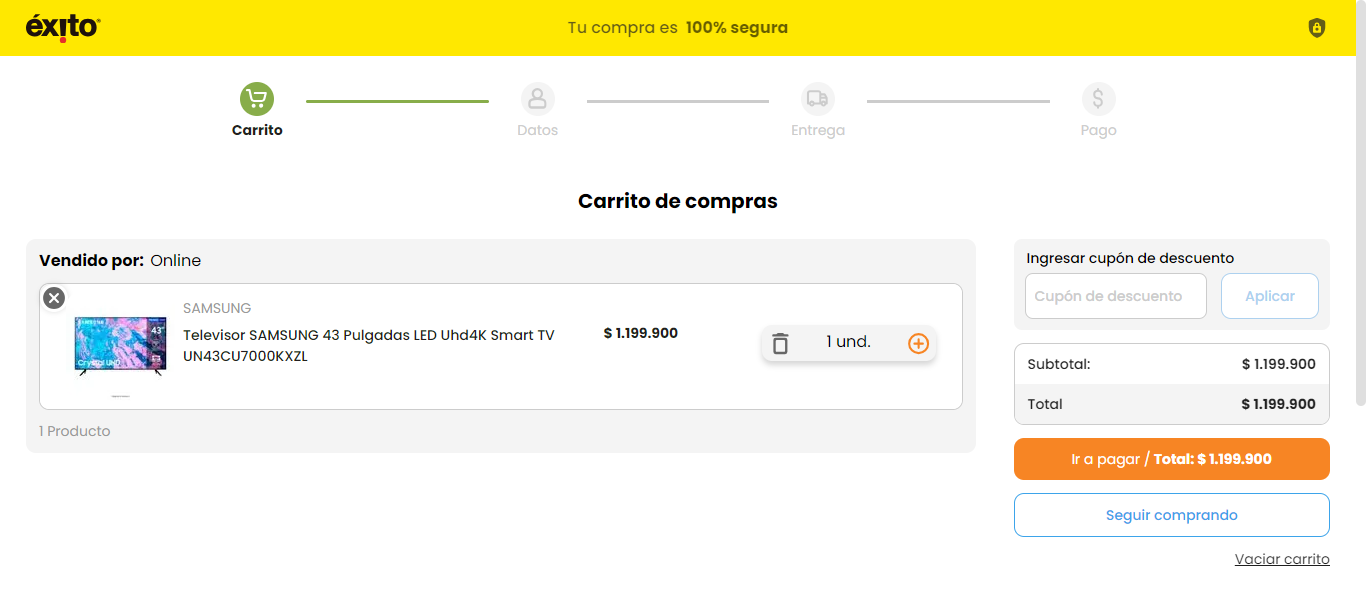 éxito
Tu compra es 100% segura
Carrito
Datos
Entrega
Pago
Carrito de compras
Vendido por: Online
SAMSUNG
Televisor SAMSUNG 43 Pulgadas LED Uhd4K Smart TV
UN43CU7000KXZL
$ 1.199.900
1 und.
43"
Crystal UHD
1 Producto
Ingresar cupón de descuento
Cupón de descuento
Aplicar
Subtotal: $ 1.199.900
Total $ 1.199.900
Ir a pagar / Total: $ 1.199.900
Seguir comprando
Vaciar carrito